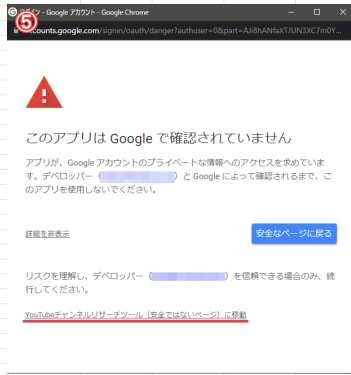 グイン - Google アカウント - Google Chrome
⑤
ounts.google.com/signin/oauth/danger?authuser=0&part=AJi8hANfaXTJUN3XC7m0Y...
このアプリは Google で確認されていません
アプリが、Google アカウントのプライベートな情報へのアクセスを求めていま
す。デベロッパー（ ）と Google によって確認されるまで、こ
のアプリを使用しないでください。
詳細を非表示
安全なページに戻る
リスクを理解し、デベロッパー（ ）を信頼できる場合のみ、続
行してください。
YouTubeチャンネルリサーチツール（安全ではないページ）に移動